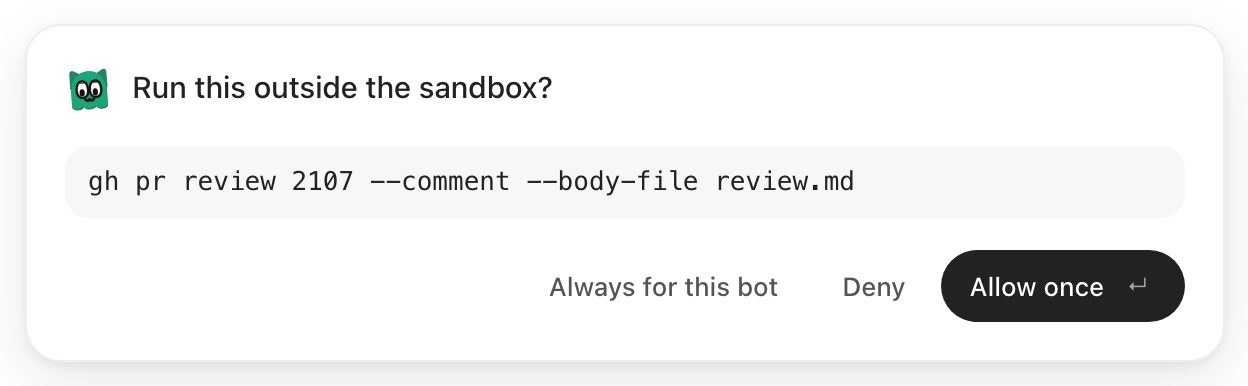 Run this outside the sandbox?
gh pr review 2107 --comment --body-file review.md
Always for this bot Deny Allow once ↵